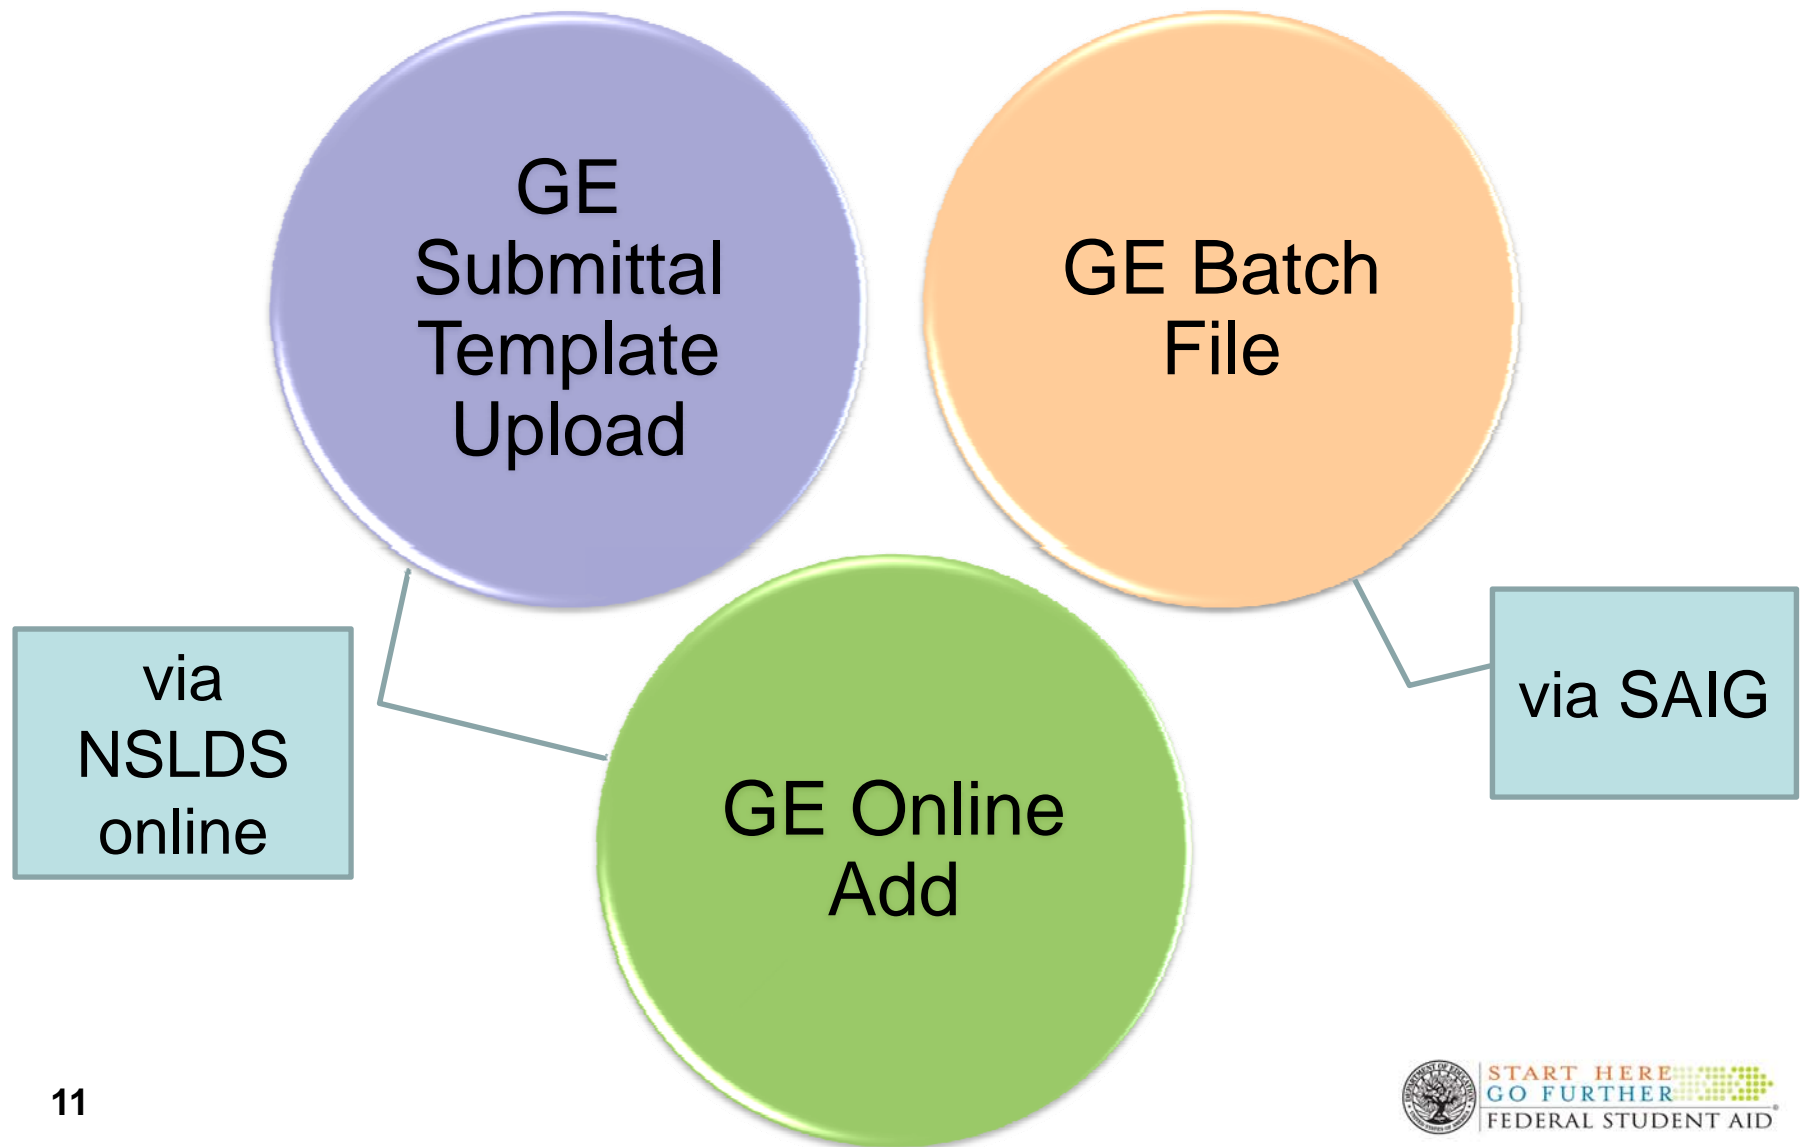 GE
Submittal
Template
Upload
GE Batch
File
via
NSLDS
online
via SAIG
GE Online
Add
11
START HERE
GO FURTHER
FEDERAL STUDENT AID